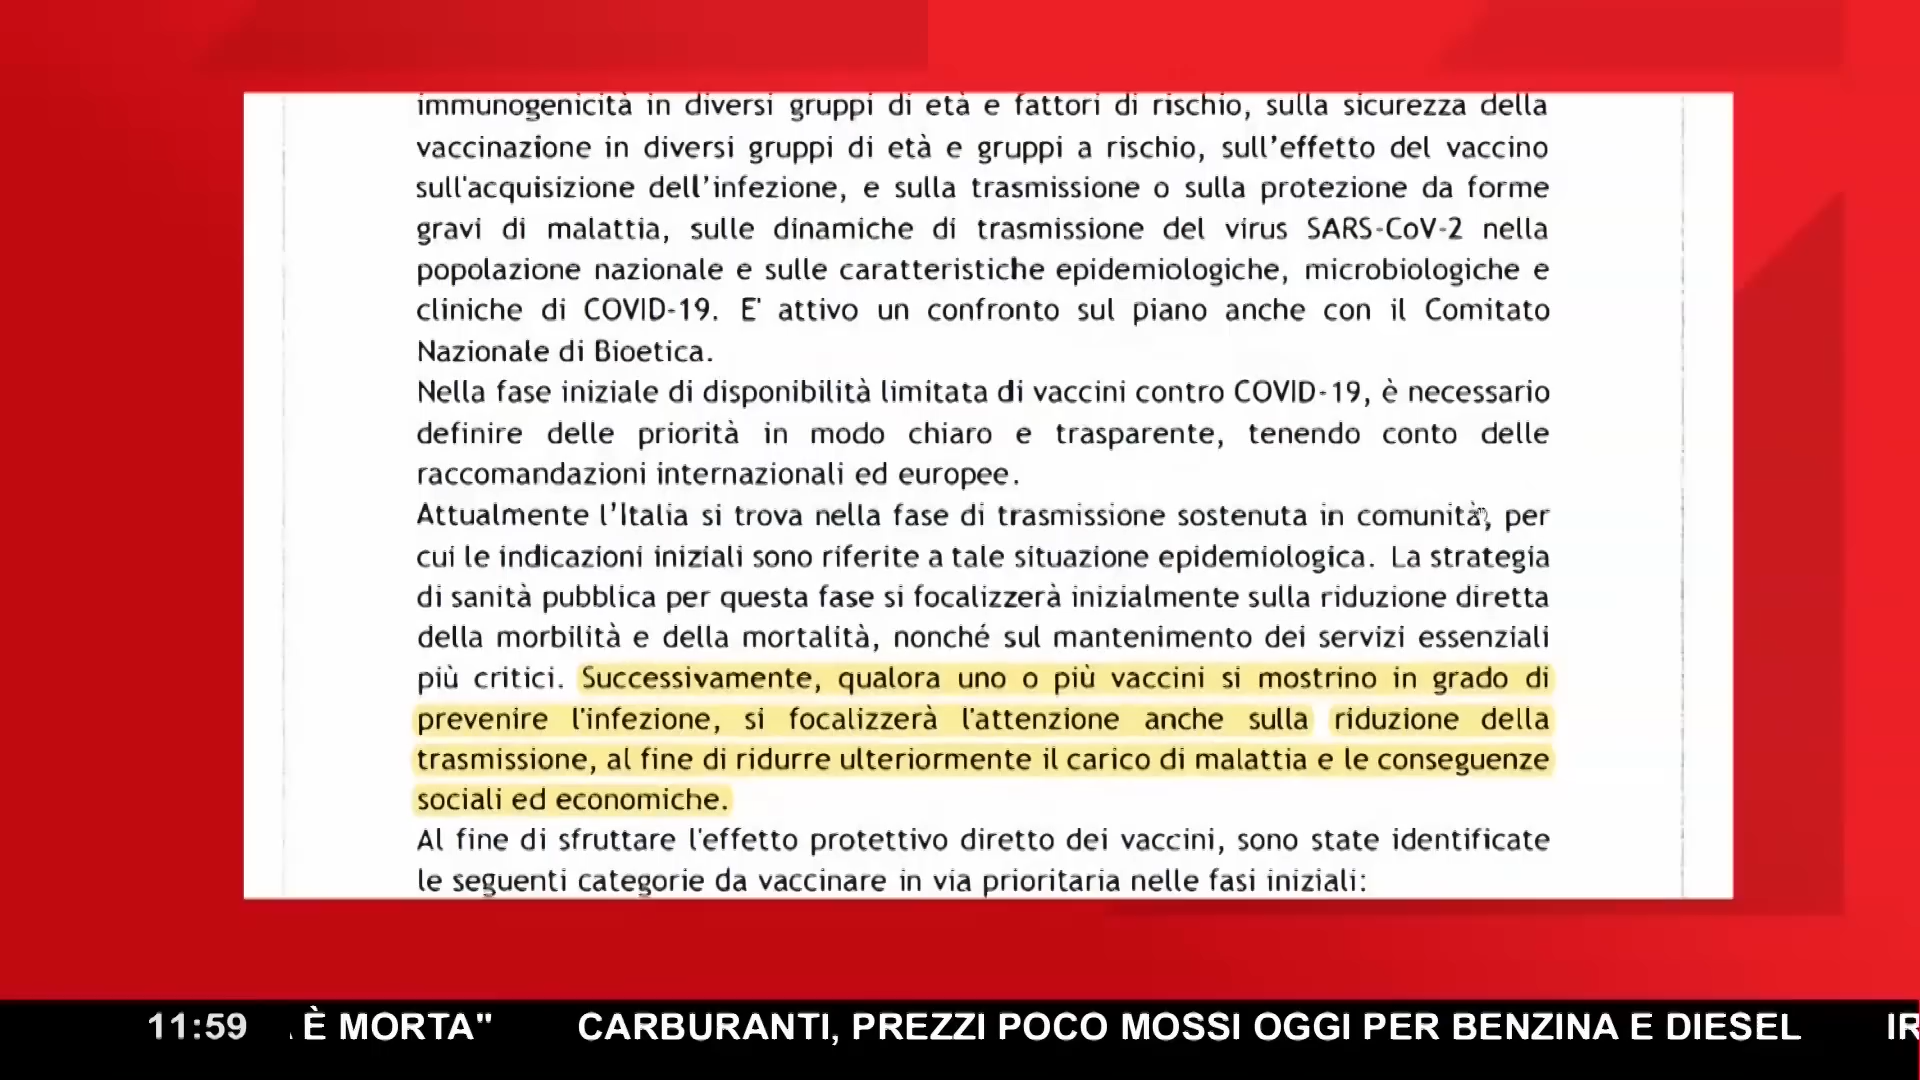 immunogenicità in diversi gruppi di età e fattori di rischio, sulla sicurezza della
vaccinazione in diversi gruppi di età e gruppi a rischio, sull’effetto del vaccino
sull'acquisizione dell’infezione, e sulla trasmissione o sulla protezione da forme
gravi di malattia, sulle dinamiche di trasmissione del virus SARS-CoV-2 nella
popolazione nazionale e sulle caratteristiche epidemiologiche, microbiologiche e
cliniche di COVID-19. E' attivo un confronto sul piano anche con il Comitato
Nazionale di Bioetica.
Nella fase iniziale di disponibilità limitata di vaccini contro COVID-19, è necessario
definire delle priorità in modo chiaro e trasparente, tenendo conto delle
raccomandazioni internazionali ed europee.
Attualmente l’Italia si trova nella fase di trasmissione sostenuta in comunità, per
cui le indicazioni iniziali sono riferite a tale situazione epidemiologica. La strategia
di sanità pubblica per questa fase si focalizzerà inizialmente sulla riduzione diretta
della morbilità e della mortalità, nonché sul mantenimento dei servizi essenziali
più critici. Successivamente, qualora uno o più vaccini si mostrino in grado di
prevenire l'infezione, si focalizzerà l'attenzione anche sulla riduzione della
trasmissione, al fine di ridurre ulteriormente il carico di malattia e le conseguenze
sociali ed economiche.
Al fine di sfruttare l'effetto protettivo diretto dei vaccini, sono state identificate
le seguenti categorie da vaccinare in via prioritaria nelle fasi iniziali:
11:59 È MORTA" CARBURANTI, PREZZI POCO MOSSI OGGI PER BENZINA E DIESEL